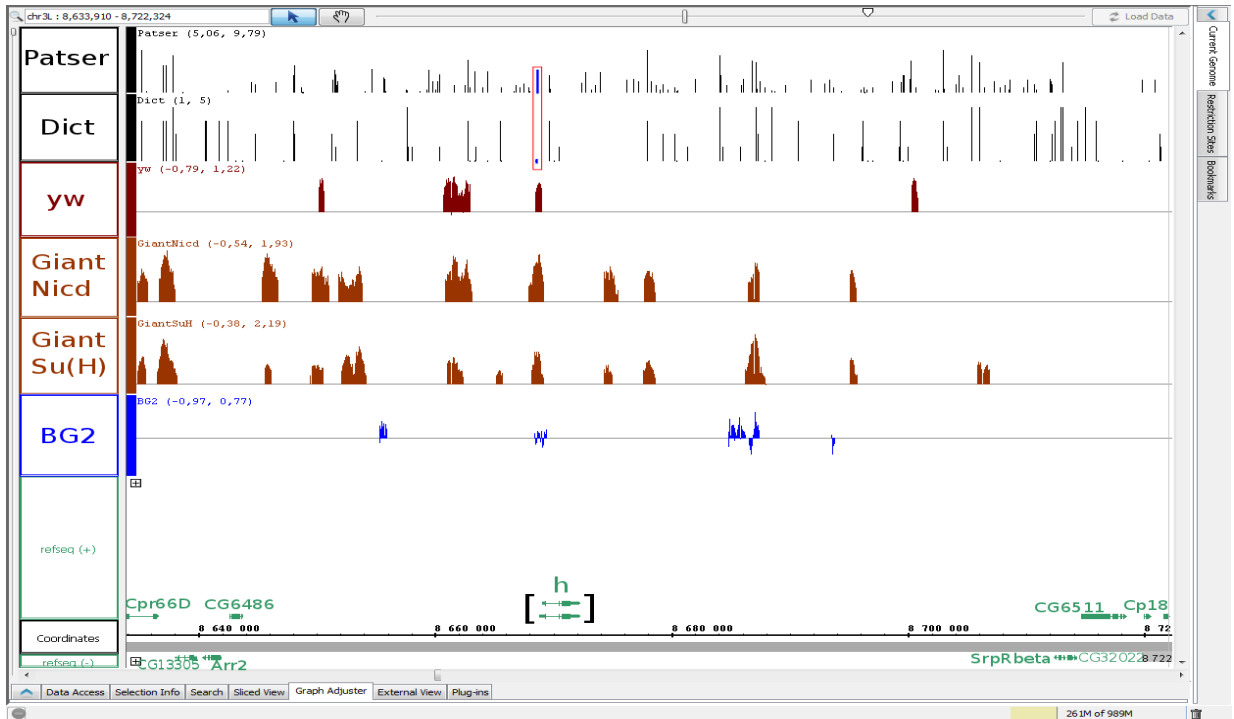 chr3L : 8,633,910 - 8,722,324
Load Data
Patser
Patser (5,06, 9,79)
Dict
Dict (1, 5)
yw
yw (-0,79, 1,22)
Giant
Nicd
GiantNicd (-0,54, 1,93)
Giant
Su(H)
GiantSuH (-0,38, 2,19)
BG2
BG2 (-0,97, 0,77)
refseq (+)
h
[ ]
Cpr66D CG6486 CG6511 Cp18
Coordinates
8 640 000 8 660 000 8 680 000 8 700 000 8 72
refseq (-)
CG13305 Arr2 SrpRbeta CG32022 8 722
Current Genome
Restriction Sites
Bookmarks
Data Access Selection Info Search Sliced View Graph Adjuster External View Plug-ins
261M of 989M